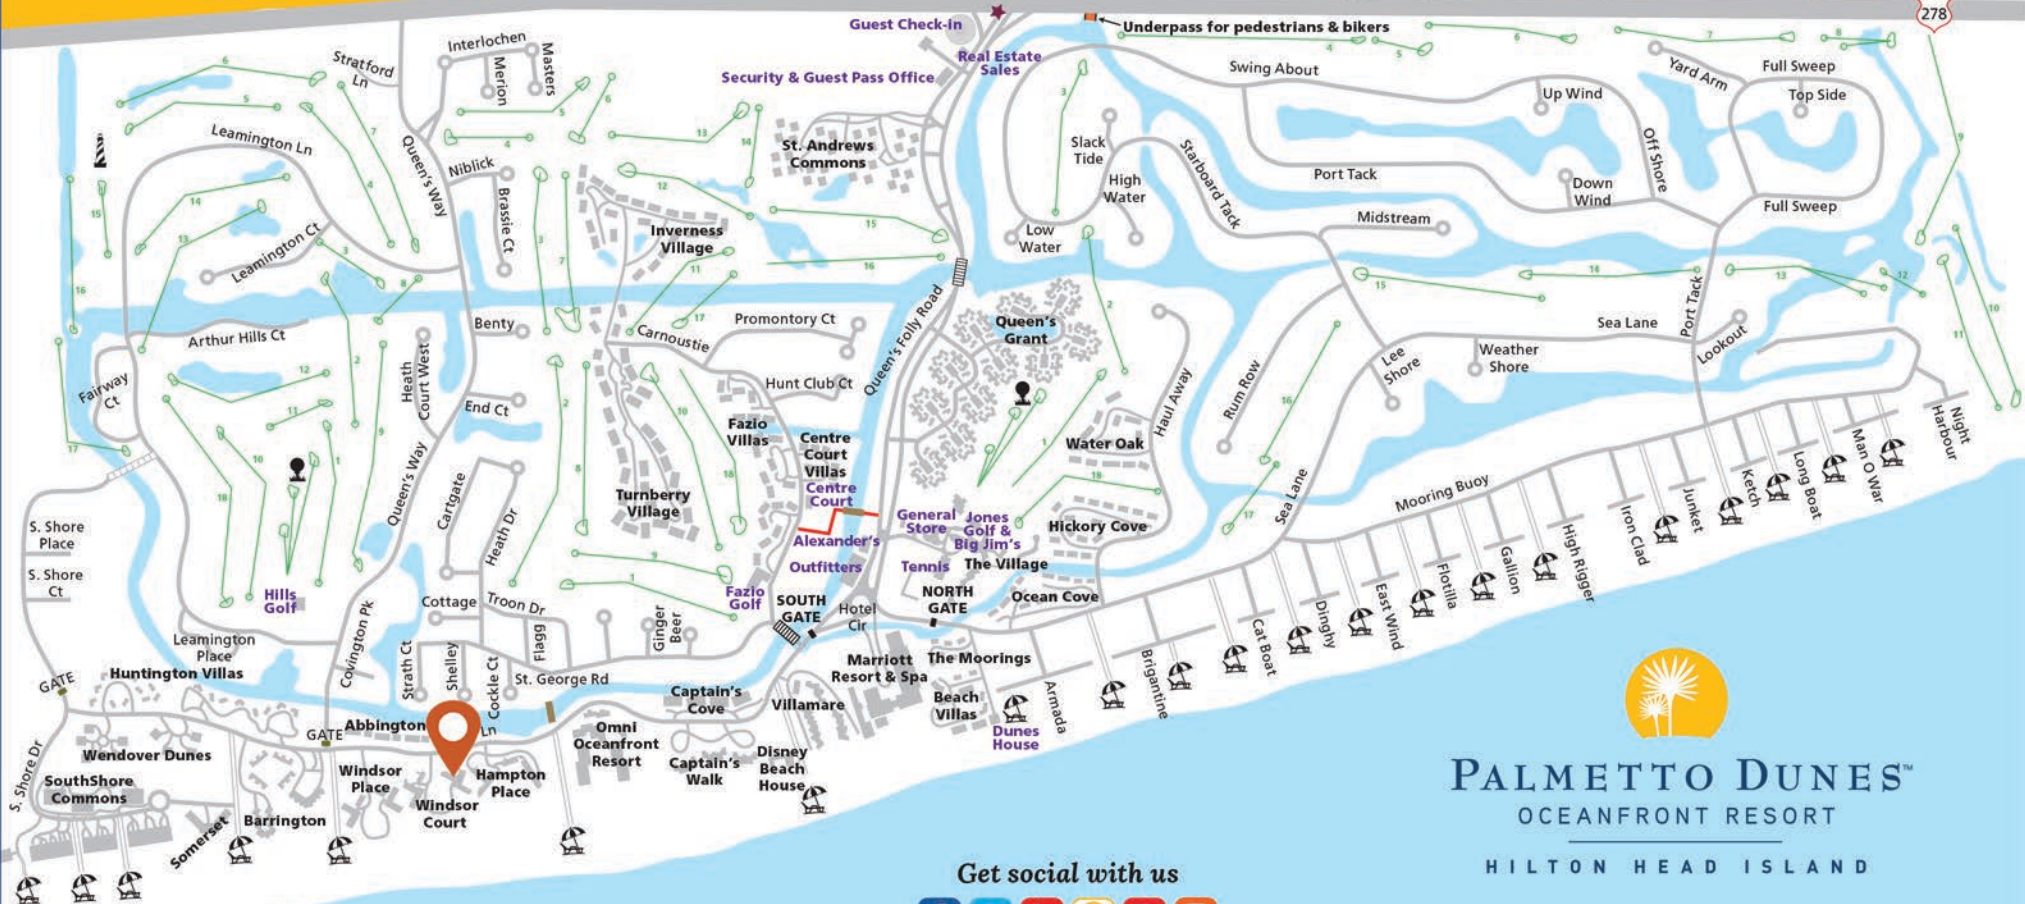 278
Guest Check-in
Underpass for pedestrians & bikers
Real Estate
Sales
Security & Guest Pass Office
Interlochen
Masters
Merion
Stratford
Ln
Swing About
Yard Arm
Full Sweep
Top Side
Up Wind
Off Shore
Leamington Ln
Queen's Way
Niblick
Brassie Ct
St. Andrews
Commons
Slack
Tide
High
Water
Starboard Tack
Port Tack
Down
Wind
Full Sweep
Midstream
Low
Water
Inverness
Village
Leamington Ct
Arthur Hills Ct
Fairway
Ct
Benty
Heath
Court West
End Ct
Carnoustie
Promontory Ct
Hunt Club Ct
Queen's Folly Road
Queen's
Grant
Haul Away
Rum Row
Sea Lane
Port Tack
Lookout
Lee
Shore
Weather
Shore
Night
Harbour
Fazio
Villas
Centre
Court
Villas
Centre
Court
Alexander's
Outfitters
Water Oak
Hickory Cove
General
Store
Jones
Golf &
Big Jim's
Tennis
The Village
Ocean Cove
Turnberry
Village
Queen's Way
Cartgate
Heath Dr
S. Shore
Place
S. Shore
Ct
Hills
Golf
Fazio
Golf
SOUTH
GATE
Hotel
Cir
NORTH
GATE
Sea Lane
Mooring Buoy
Man O War
Long Boat
Ketch
Junket
Iron Clad
High Rigger
Gallion
Flotilla
East Wind
Dinghy
Cat Boat
Brigantine
Armada
Leamington
Place
Covington Pk
Cottage
Troon Dr
Flagg
Ginger
Beer
Strath Ct
Shelley
Cockle Ct
Ln
St. George Rd
GATE
Huntington Villas
GATE
Abbington
Captain's
Cove
Villamare
Marriott
Resort & Spa
The Moorings
Beach
Villas
Dunes
House
S. Shore Dr
Wendover Dunes
SouthShore
Commons
Somerset
Barrington
Windsor
Place
Windsor
Court
Hampton
Place
Omni
Oceanfront
Resort
Captain's
Walk
Disney
Beach
House
PALMETTO DUNES™
OCEANFRONT RESORT
HILTON HEAD ISLAND
Get social with us